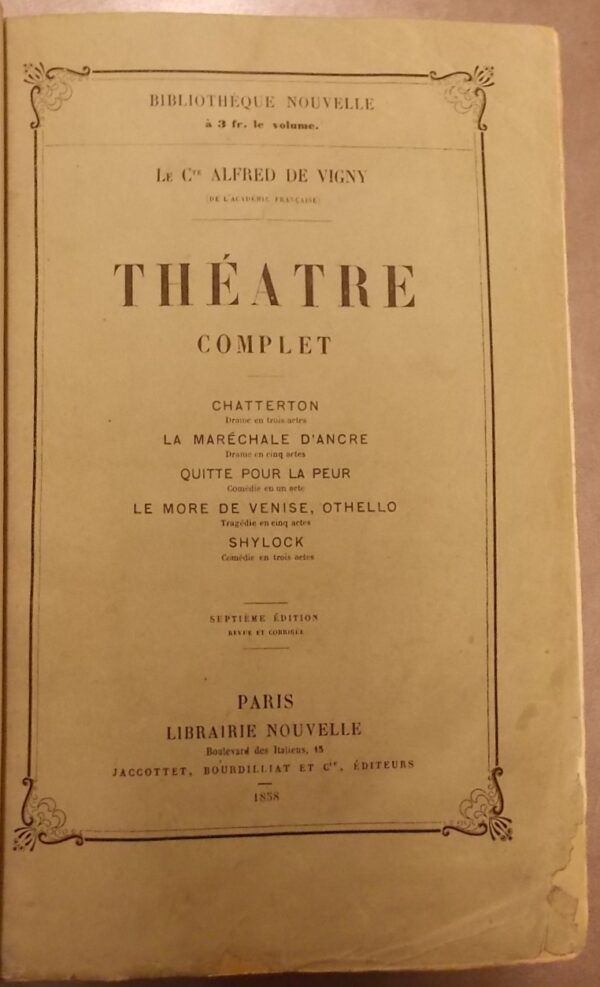 BIBLIOTHÈQUE NOUVELLE
à 3 fr. le volume.
LE Cte ALFRED DE VIGNY
(DE L'ACADÉMIE FRANÇAISE)
THÉATRE
COMPLET
CHATTERTON
Drame en trois actes
LA MARÉCHALE D'ANCRE
Drame en cinq actes
QUITTE POUR LA PEUR
Comédie en un acte
LE MORE DE VENISE, OTHELLO
Tragédie en cinq actes
SHYLOCK
Comédie en trois actes
SEPTIÈME ÉDITION
REVUE ET CORRIGÉE
PARIS
LIBRAIRIE NOUVELLE
Boulevard des Italiens, 15
JACCOTTET, BOURDILLIAT ET Cie, ÉDITEURS
1858